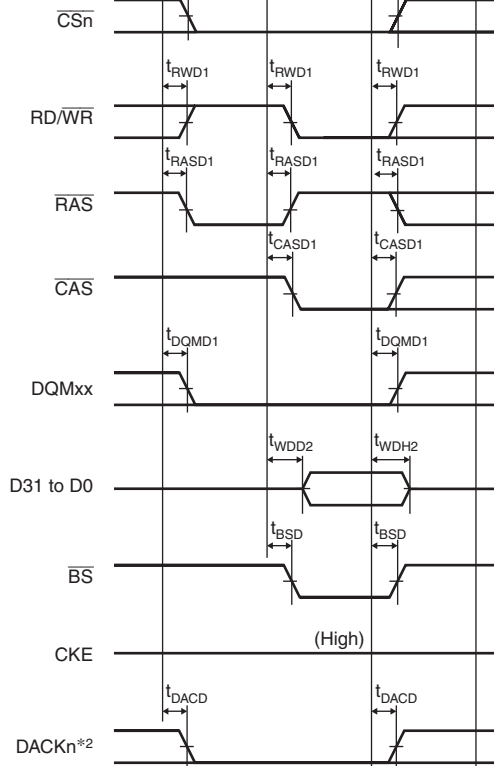 CSn
tRWD1 tRWD1 tRWD1
RD/WR
tRASD1 tRASD1 tRASD1
RAS
tCASD1 tCASD1
CAS
tDQMD1 tDQMD1
DQMxx
tWDD2 tWDH2
D31 to D0
tBSD tBSD
BS
(High)
CKE
tDACD tDACD
DACKn*2